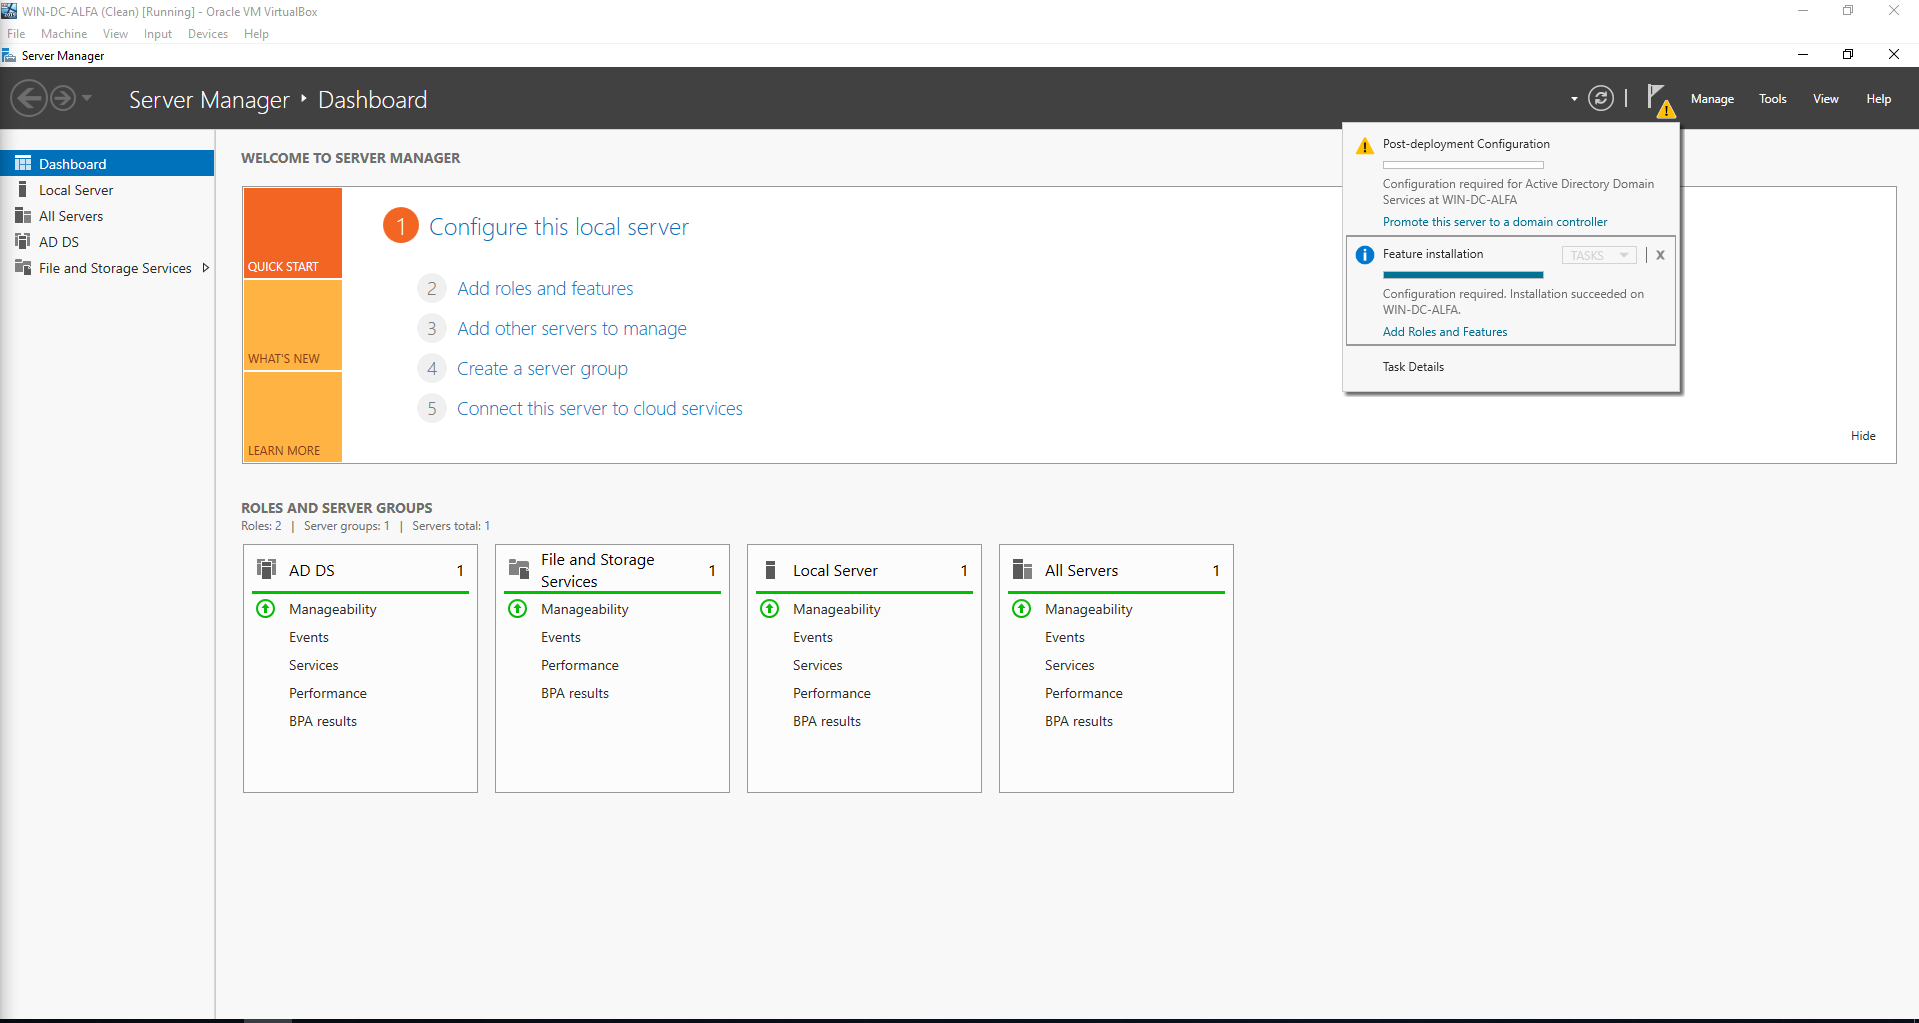 WIN-DC-ALFA (Clean) [Running] - Oracle VM VirtualBox
File Machine View Input Devices Help
Server Manager
Server Manager ‣ Dashboard
Manage Tools View Help
Dashboard
Local Server
All Servers
AD DS
File and Storage Services
WELCOME TO SERVER MANAGER
QUICK START
WHAT'S NEW
LEARN MORE
1 Configure this local server
2 Add roles and features
3 Add other servers to manage
4 Create a server group
5 Connect this server to cloud services
Hide
Post-deployment Configuration
Configuration required for Active Directory Domain
Services at WIN-DC-ALFA
Promote this server to a domain controller
Feature installation
TASKS
X
Configuration required. Installation succeeded on
WIN-DC-ALFA.
Add Roles and Features
Task Details
ROLES AND SERVER GROUPS
Roles: 2 | Server groups: 1 | Servers total: 1
AD DS 1
Manageability
Events
Services
Performance
BPA results
File and Storage
Services
1
Manageability
Events
Performance
BPA results
Local Server 1
Manageability
Events
Services
Performance
BPA results
All Servers 1
Manageability
Events
Services
Performance
BPA results